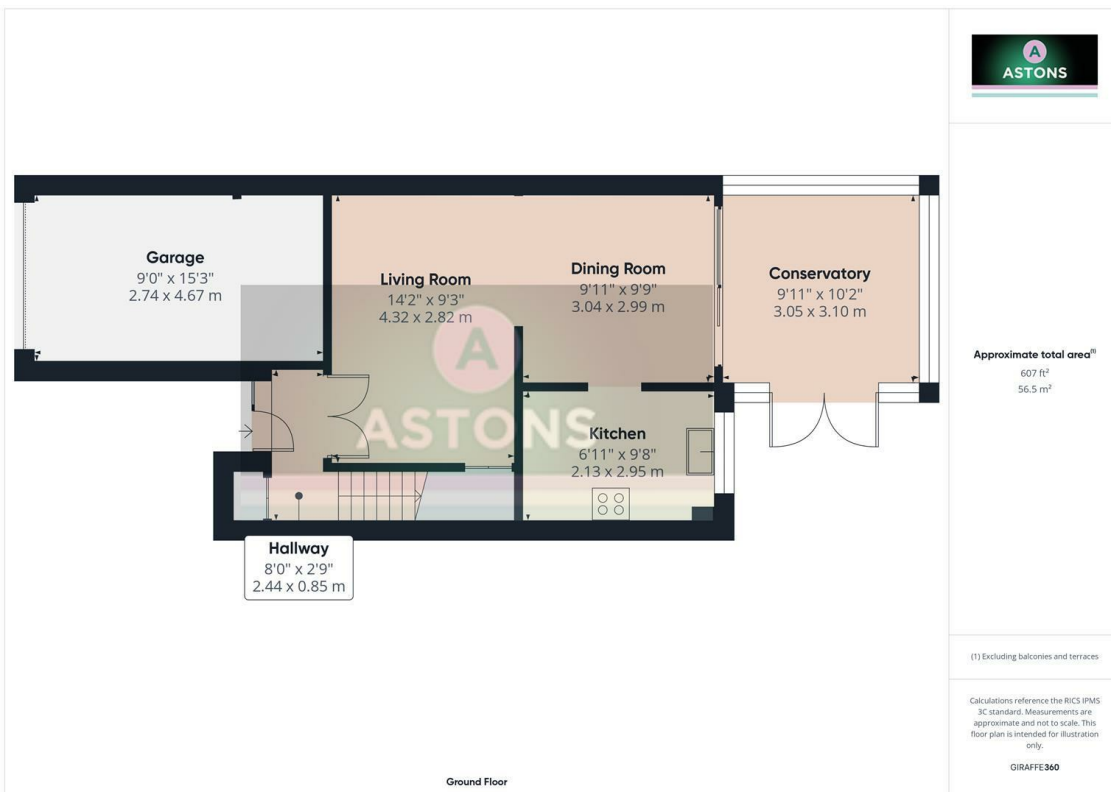 A
ASTONS
Garage
9'0" x 15'3"
2.74 x 4.67 m
Living Room
14'2" x 9'3"
4.32 x 2.82 m
Dining Room
9'11" x 9'9"
3.04 x 2.99 m
Conservatory
9'11" x 10'2"
3.05 x 3.10 m
A
ASTONS
Kitchen
6'11" x 9'8"
2.13 x 2.95 m
Hallway
8'0" x 2'9"
2.44 x 0.85 m
Approximate total area(1)
607 ft²
56.5 m²
(1) Excluding balconies and terraces
Calculations reference the RICS IPMS
3C standard. Measurements are
approximate and not to scale. This
floor plan is intended for illustration
only.
GIRAFFE360
Ground Floor